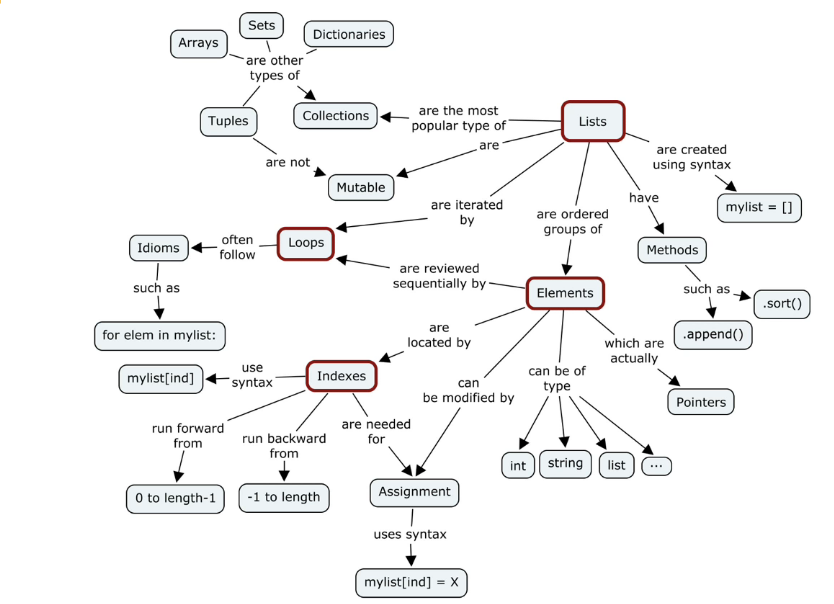 Sets
Arrays
Dictionaries
are other
types of
Tuples
Collections
are the most
popular type of
Lists
are not
are
Mutable
are created
using syntax
mylist = []
are iterated
by
are ordered
groups of
have
Methods
such as
.sort()
.append()
Idioms
often
follow
Loops
are reviewed
sequentially by
Elements
such as
for elem in mylist:
are
located by
which are
actually
Pointers
mylist[ind]
use
syntax
Indexes
can
be modified by
can be of
type
int
string
list
...
run forward
from
run backward
from
are needed
for
0 to length-1
-1 to length
Assignment
uses syntax
mylist[ind] = X